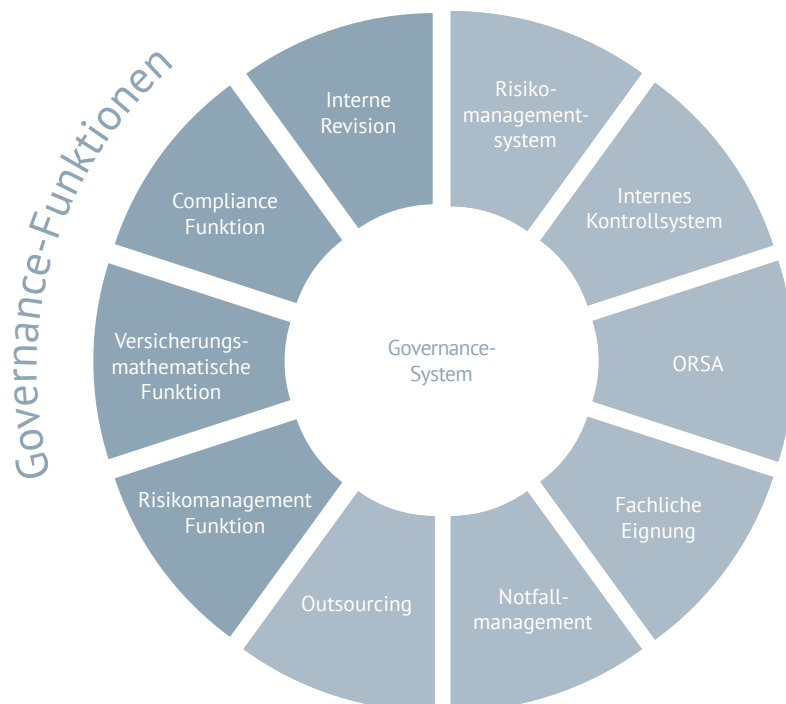 Governance-Funktionen
Interne
Revision
Risiko-
management-
system
Compliance
Funktion
Internes
Kontrollsystem
Versicherungs-
mathematische
Funktion
Governance-
System
ORSA
Risikomanagement
Funktion
Fachliche
Eignung
Outsourcing
Notfall-
management